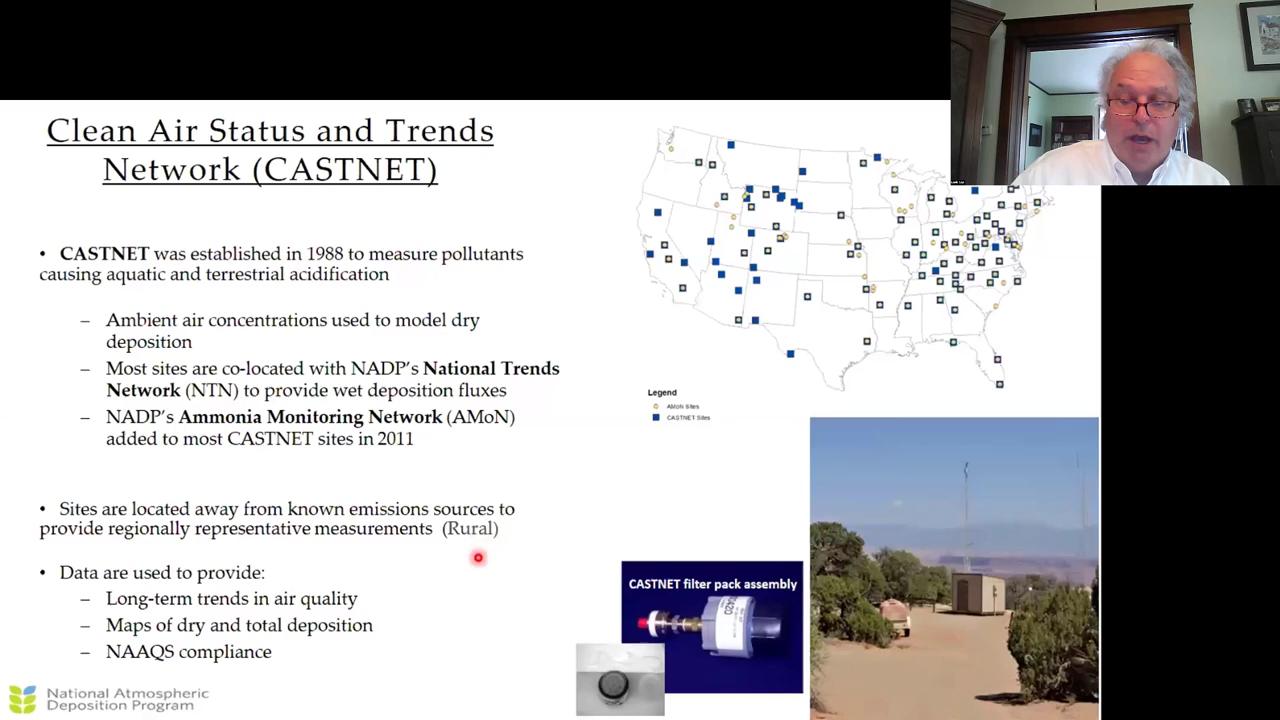 Clean Air Status and Trends
Network (CASTNET)
• CASTNET was established in 1988 to measure pollutants
causing aquatic and terrestrial acidification
– Ambient air concentrations used to model dry
deposition
– Most sites are co-located with NADP's National Trends
Network (NTN) to provide wet deposition fluxes
– NADP's Ammonia Monitoring Network (AMoN)
added to most CASTNET sites in 2011
• Sites are located away from known emissions sources to
provide regionally representative measurements (Rural)
• Data are used to provide:
– Long-term trends in air quality
– Maps of dry and total deposition
– NAAQS compliance
National Atmospheric
Deposition Program
Legend
AMoN Sites
CASTNET Sites
CASTNET filter pack assembly